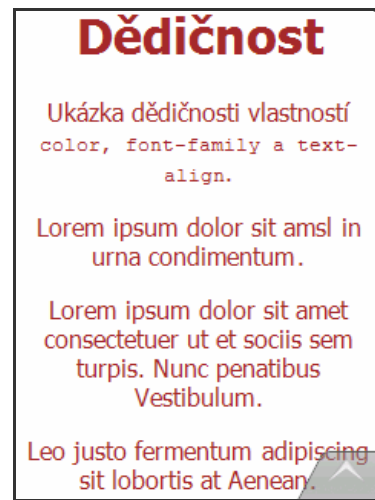 Dědičnost
Ukázka dědičnosti vlastností
color, font-family a text-
align.
Lorem ipsum dolor sit amsl in
urna condimentum.
Lorem ipsum dolor sit amet
consectetuer ut et sociis sem
turpis. Nunc penatibus
Vestibulum.
Leo justo fermentum adipiscing
sit lobortis at Aenean.